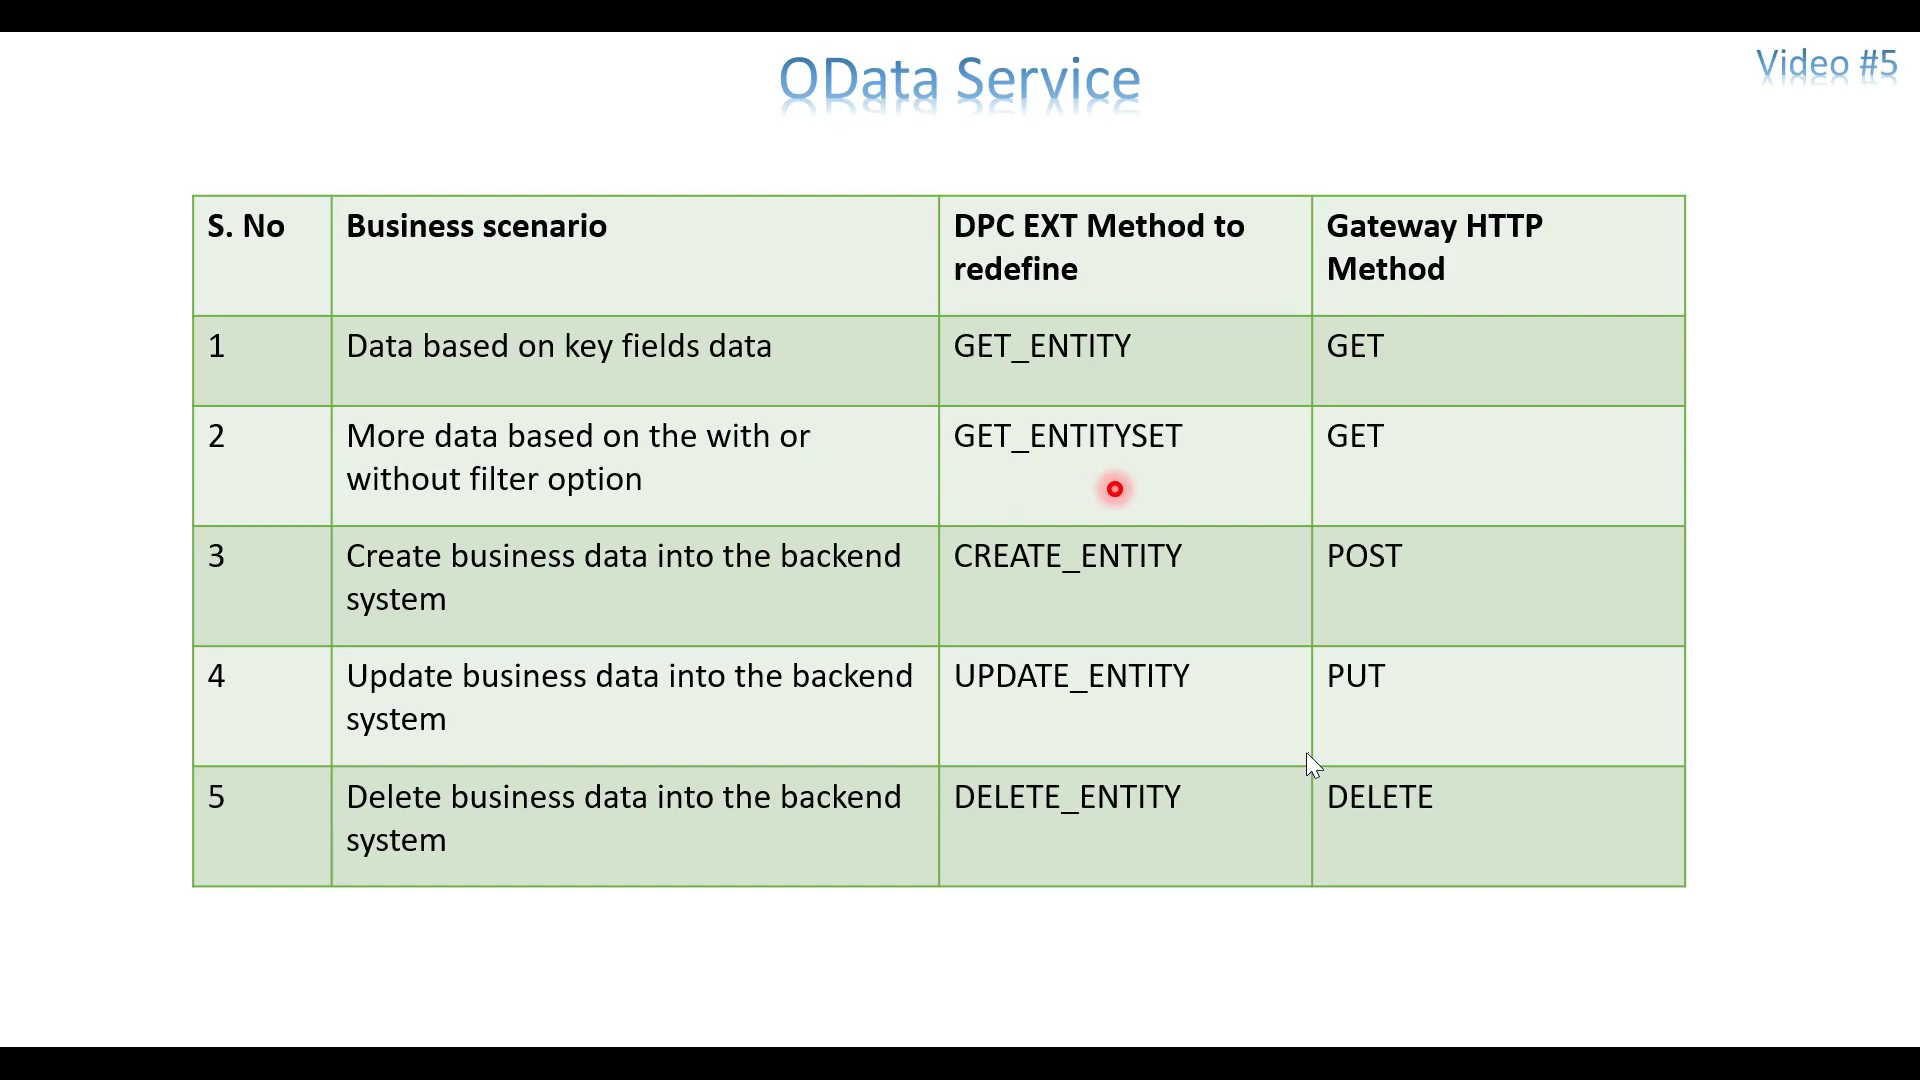 OData Service
Video #5
S. No
Business scenario
DPC EXT Method to
redefine
Gateway HTTP
Method
1
Data based on key fields data
GET_ENTITY
GET
2
More data based on the with or
without filter option
GET_ENTITYSET
GET
3
Create business data into the backend
system
CREATE_ENTITY
POST
4
Update business data into the backend
system
UPDATE_ENTITY
PUT
5
Delete business data into the backend
system
DELETE_ENTITY
DELETE